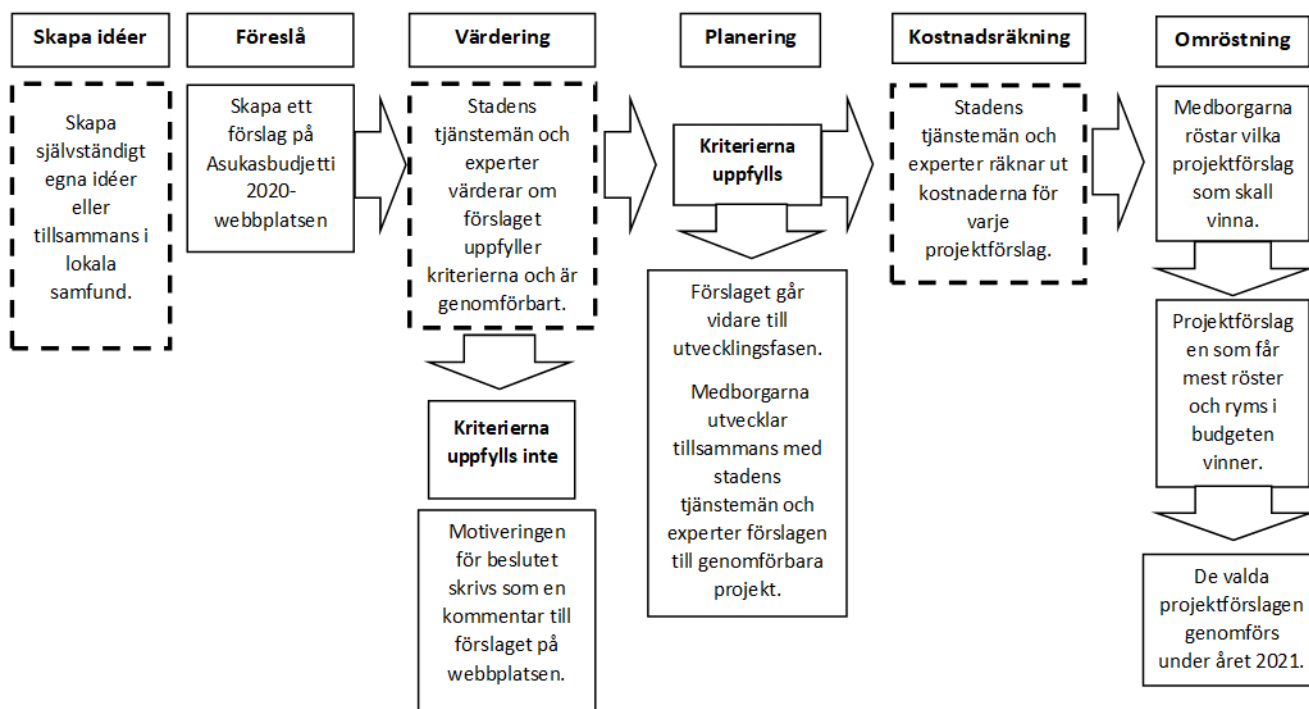 Skapa idéer
Skapa
självständigt
egna idéer
eller
tillsammans i
lokala
samfund.
Föreslå
Skapa ett
förslag på
Asukasbudjetti
2020-
webbplatsen
Värdering
Stadens
tjänstemän och
experter
värderar om
förslaget
uppfyller
kriterierna och är
genomförbart.
Kriterierna
uppfylls inte
Motiveringen
för beslutet
skrivs som en
kommentar till
förslaget på
webbplatsen.
Planering
Kriterierna
uppfylls
Förslaget går
vidare till
utvecklingsfasen.
Medborgarna
utvecklar
tillsammans med
stadens
tjänstemän och
experter förslagen
till genomförbara
projekt.
Kostnadsräkning
Stadens
tjänstemän och
experter räknar ut
kostnaderna för
varje
projektförslag.
Omröstning
Medborgarna
röstar vilka
projektförslag
som skall
vinna.
Projektförslag
en som får
mest röster
och ryms i
budgeten
vinner.
De valda
projektförslagen
genomförs
under året 2021.